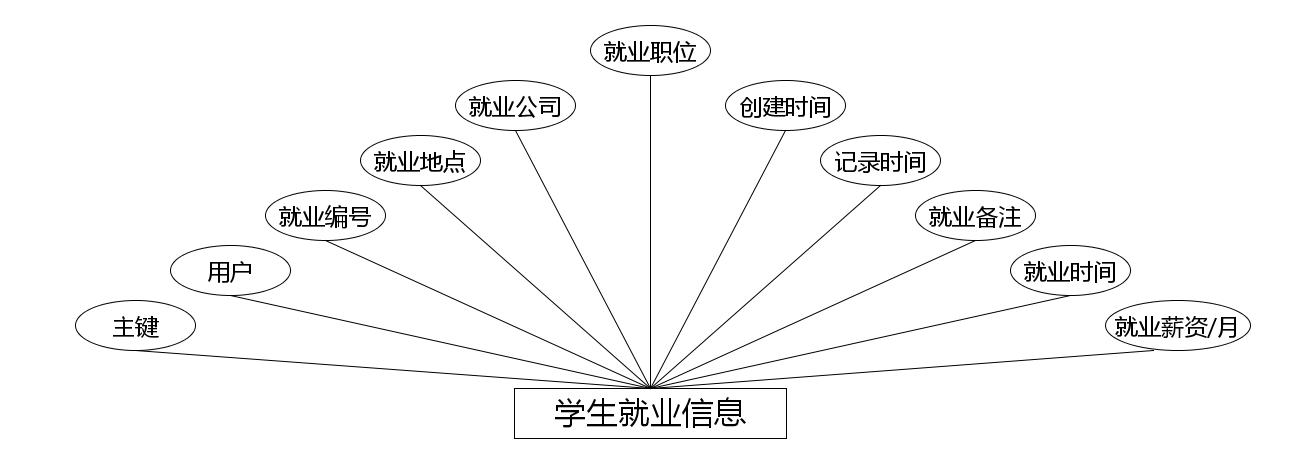 就业职位
就业公司
创建时间
就业地点
记录时间
就业编号
就业备注
用户
就业时间
主键
就业薪资/月
学生就业信息